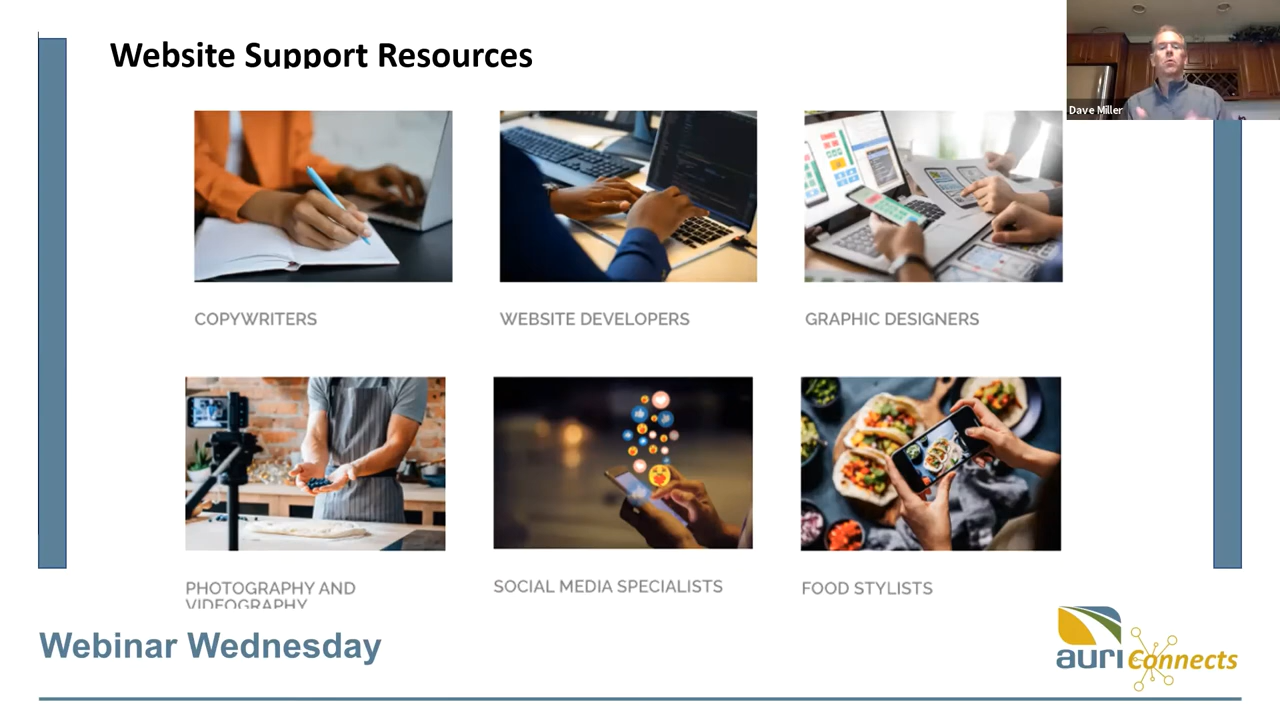 Website Support Resources
Dave Miller
COPYWRITERS
WEBSITE DEVELOPERS
GRAPHIC DESIGNERS
PHOTOGRAPHY AND
VIDEOGRAPHY
SOCIAL MEDIA SPECIALISTS
FOOD STYLISTS
Webinar Wednesday
auri Connects